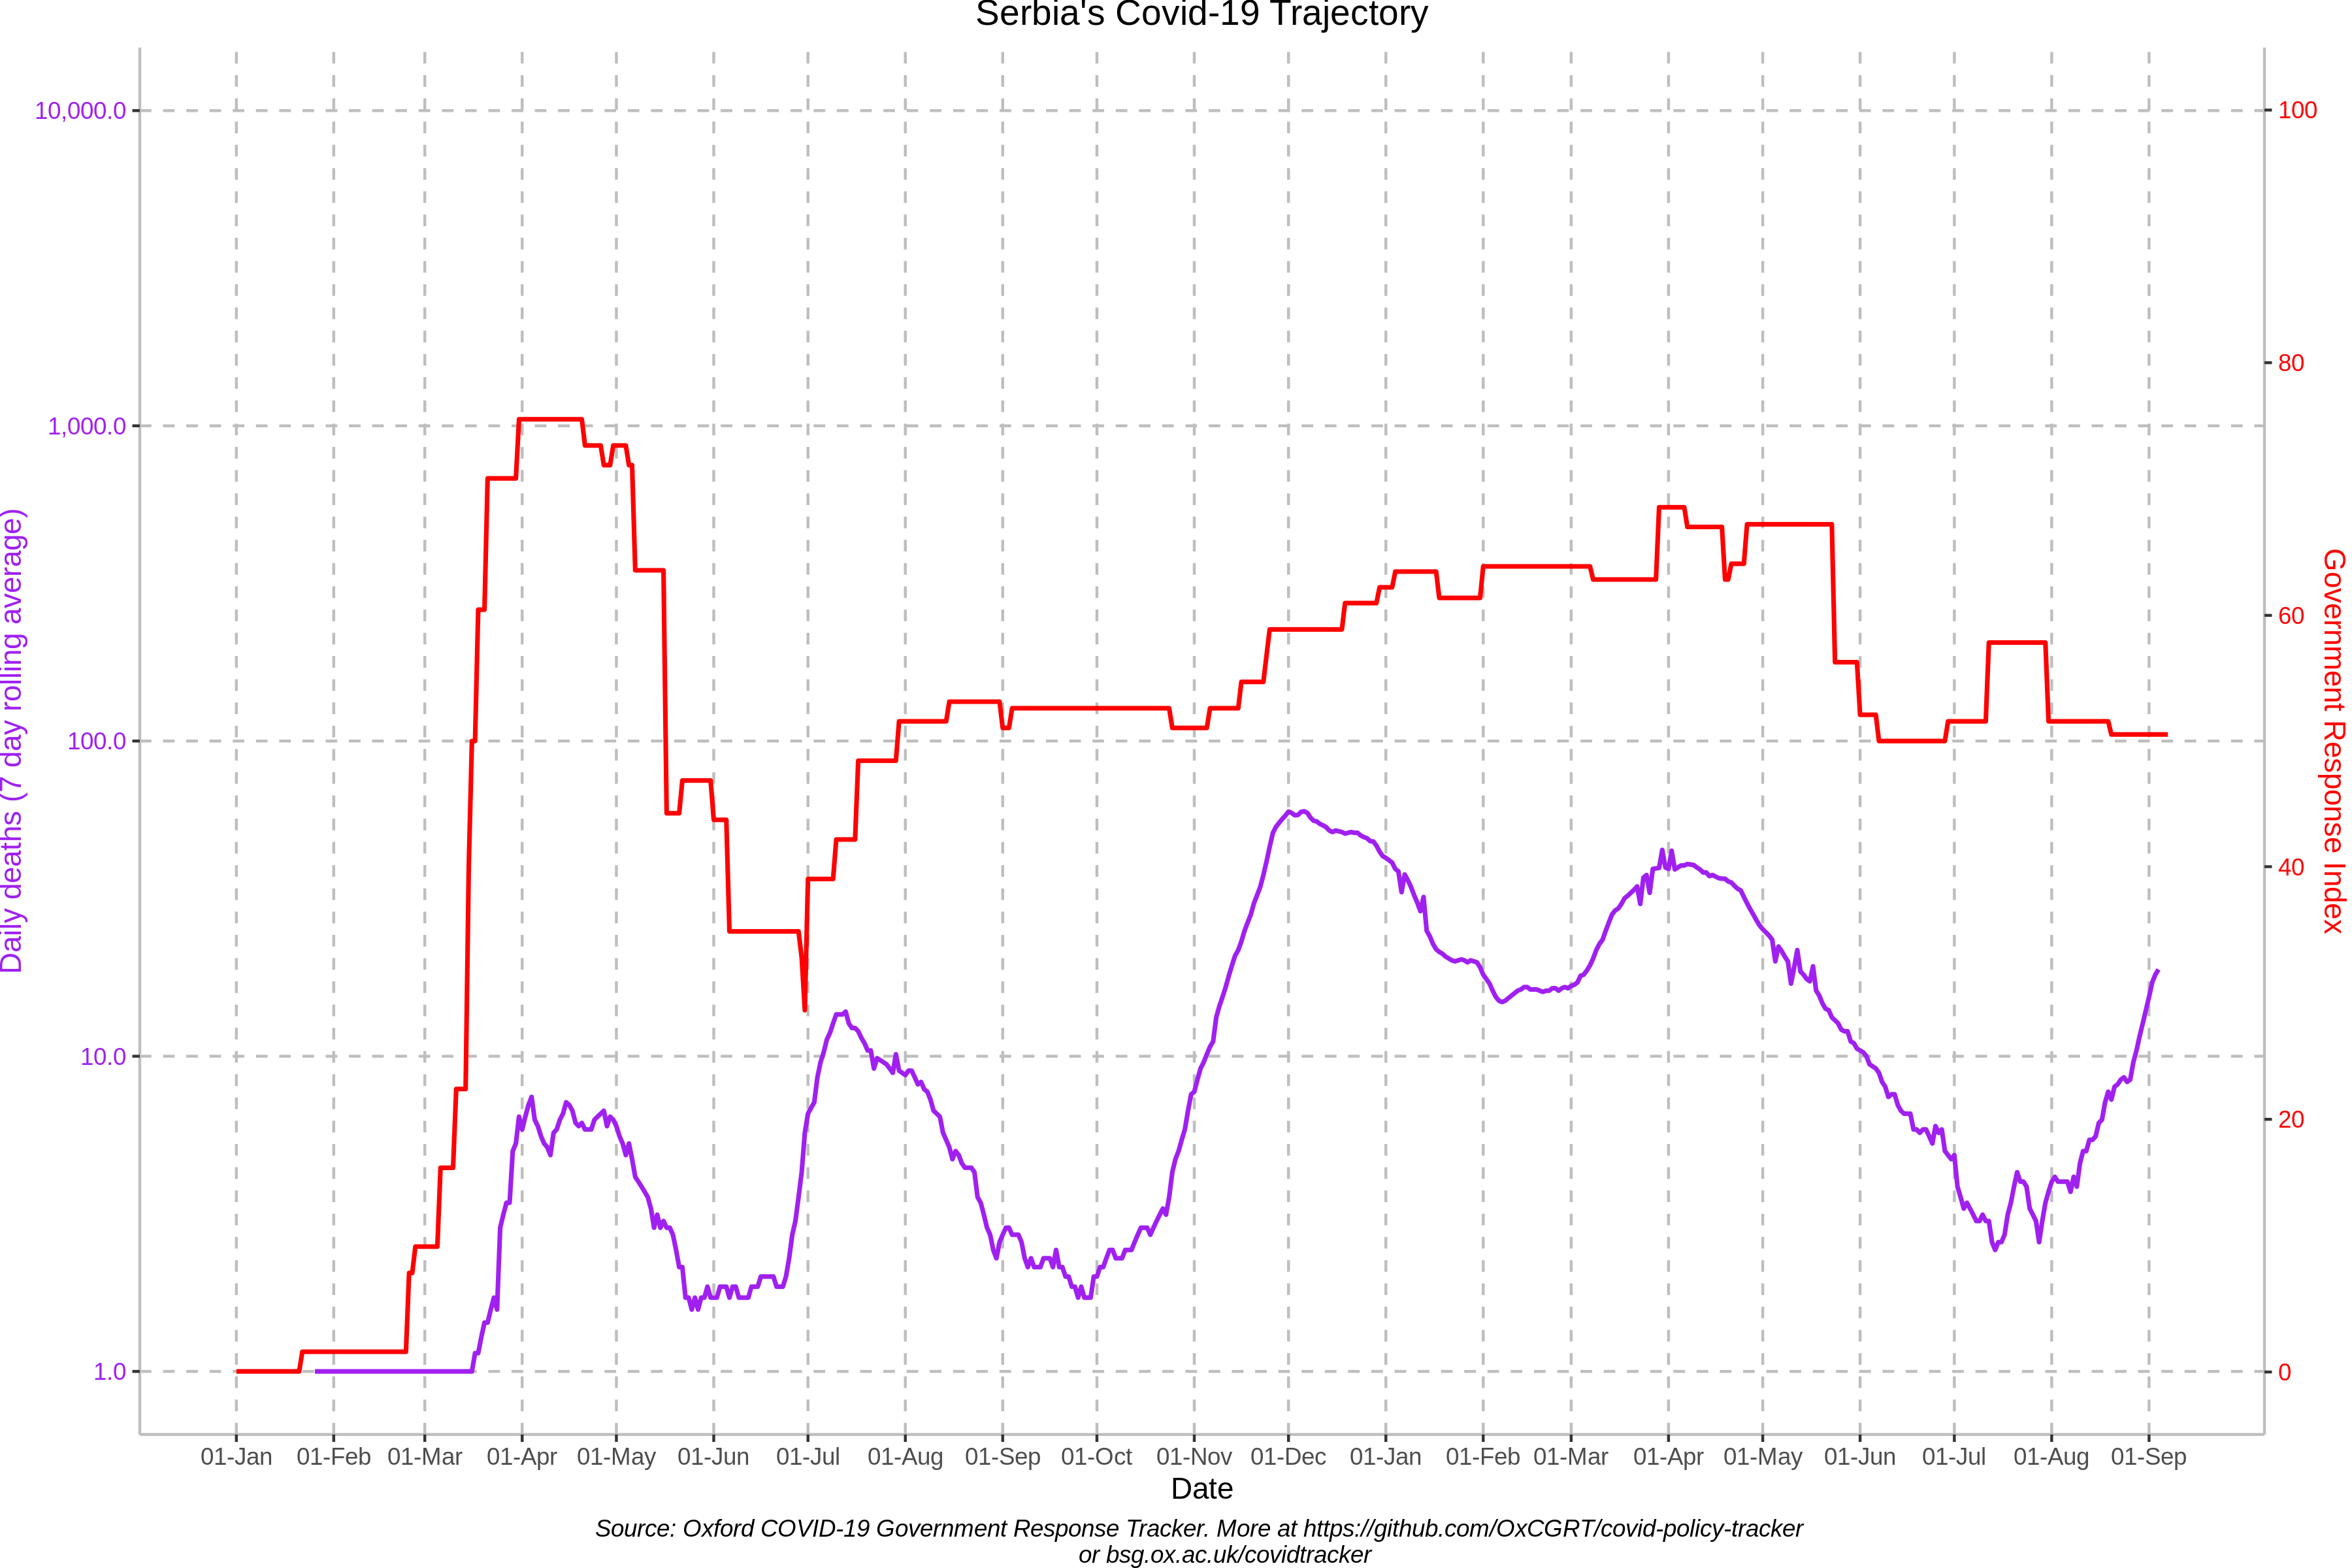 Serbia's Covid-19 Trajectory
10,000.0
1,000.0
100.0
10.0
1.0
Daily deaths (7 day rolling average)
100
80
60
40
20
0
Government Response Index
01-Jan 01-Feb 01-Mar 01-Apr 01-May 01-Jun 01-Jul 01-Aug 01-Sep 01-Oct 01-Nov 01-Dec 01-Jan 01-Feb 01-Mar 01-Apr 01-May 01-Jun 01-Jul 01-Aug 01-Sep
Date
Source: Oxford COVID-19 Government Response Tracker. More at https://github.com/OxCGRT/covid-policy-tracker
or bsg.ox.ac.uk/covidtracker